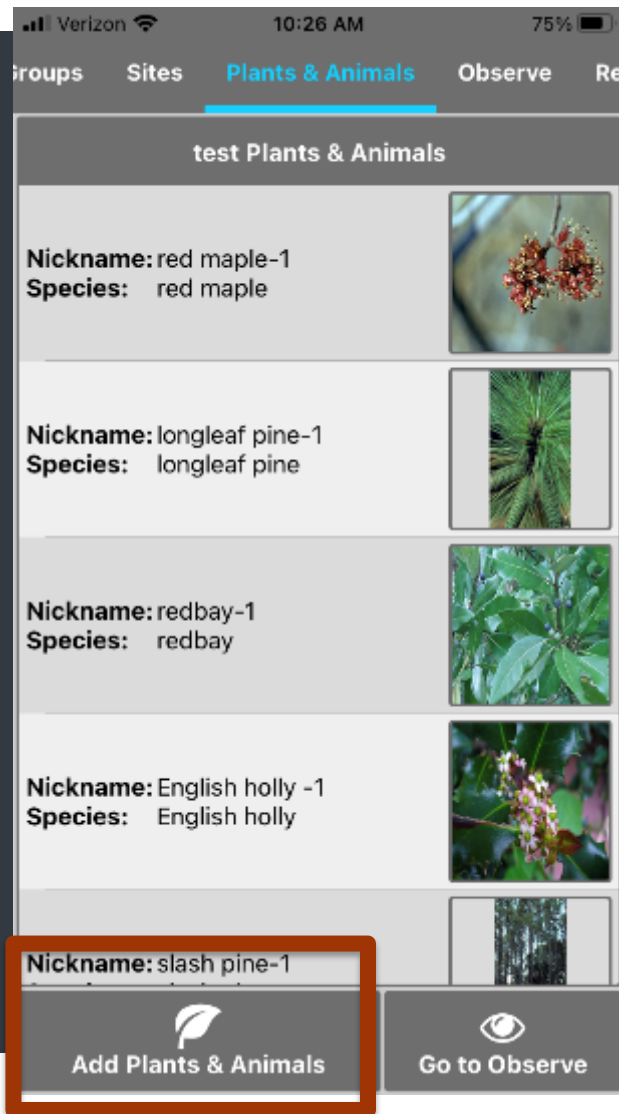 Verizon 10:26 AM 75%
Groups Sites Plants & Animals Observe Re
test Plants & Animals
Nickname: red maple-1
Species: red maple
Nickname: longleaf pine-1
Species: longleaf pine
Nickname: redbay-1
Species: redbay
Nickname: English holly -1
Species: English holly
Nickname: slash pine-1
Add Plants & Animals Go to Observe